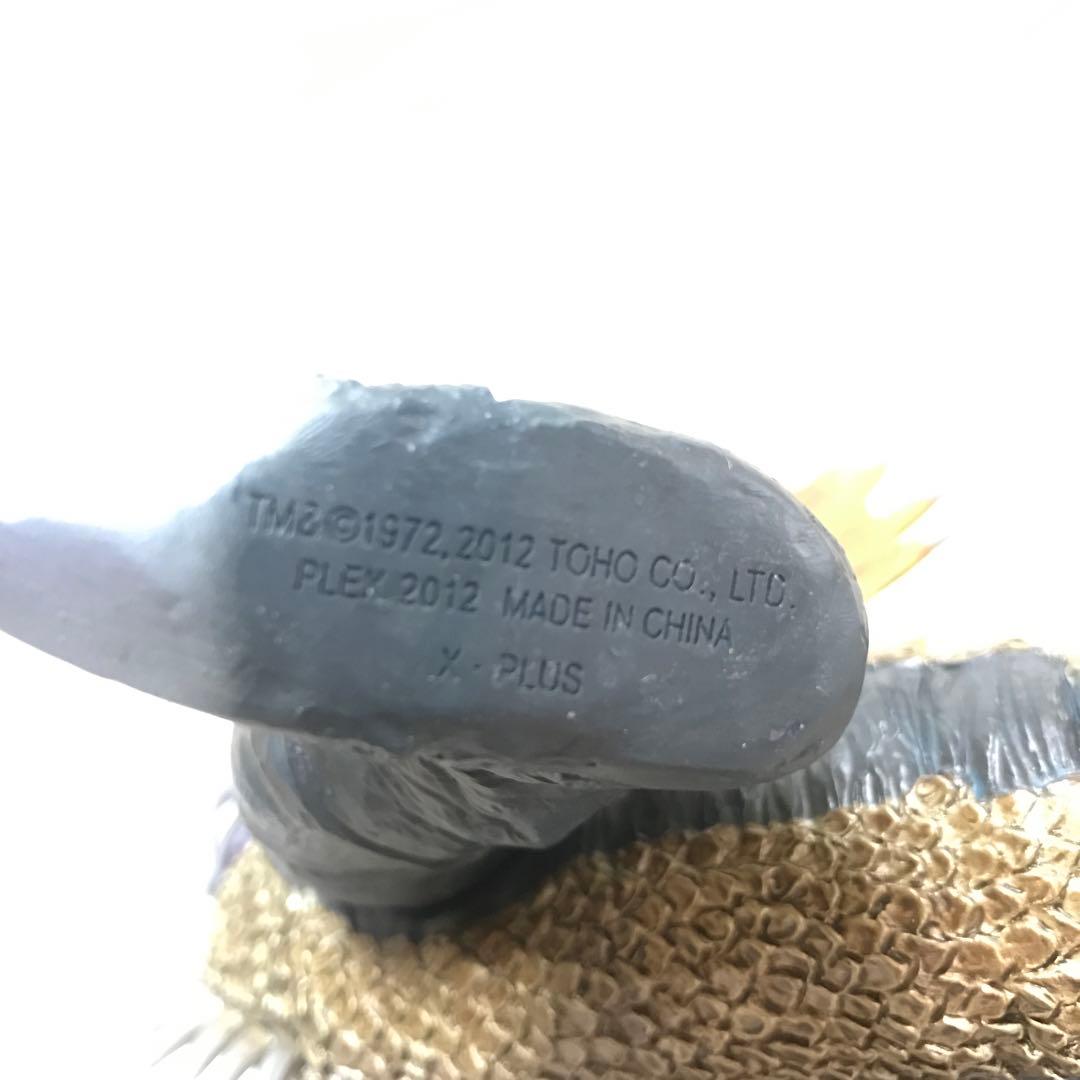 TM&©1972,2012 TOHO CO., LTD.
PLEX 2012 MADE IN CHINA
X-PLUS